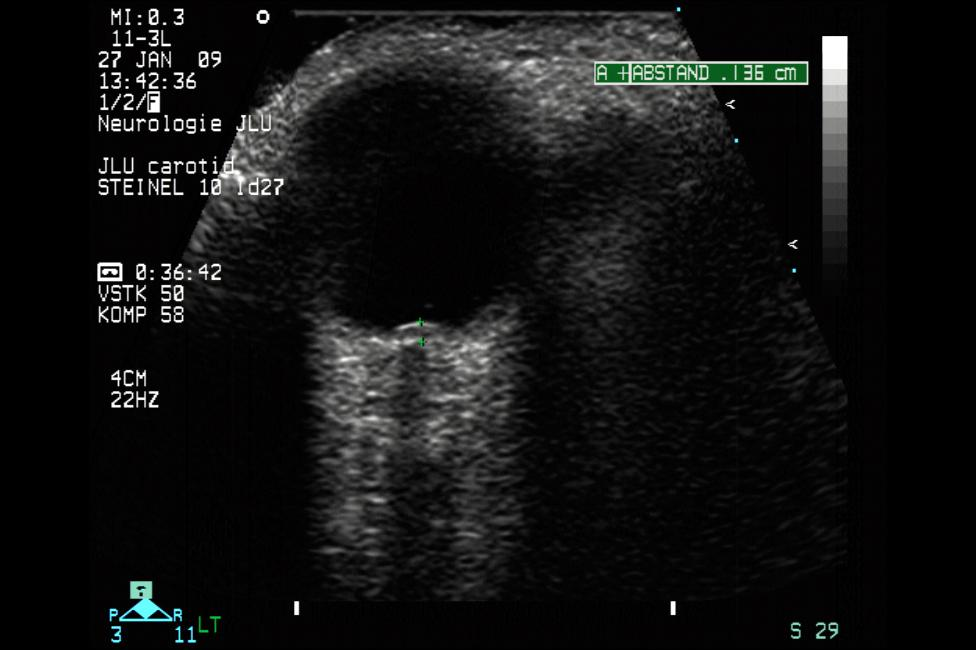 MI:0.3
11-3L
27 JAN 09
13:42:36
1/2/F
Neurologie JLU
JLU carotid
STEINEL 10 ld27
A + ABSTAND .136 cm
0:36:42
VSTK 50
KOMP 58
4CM
22HZ
P R
3 11 LT
S 29